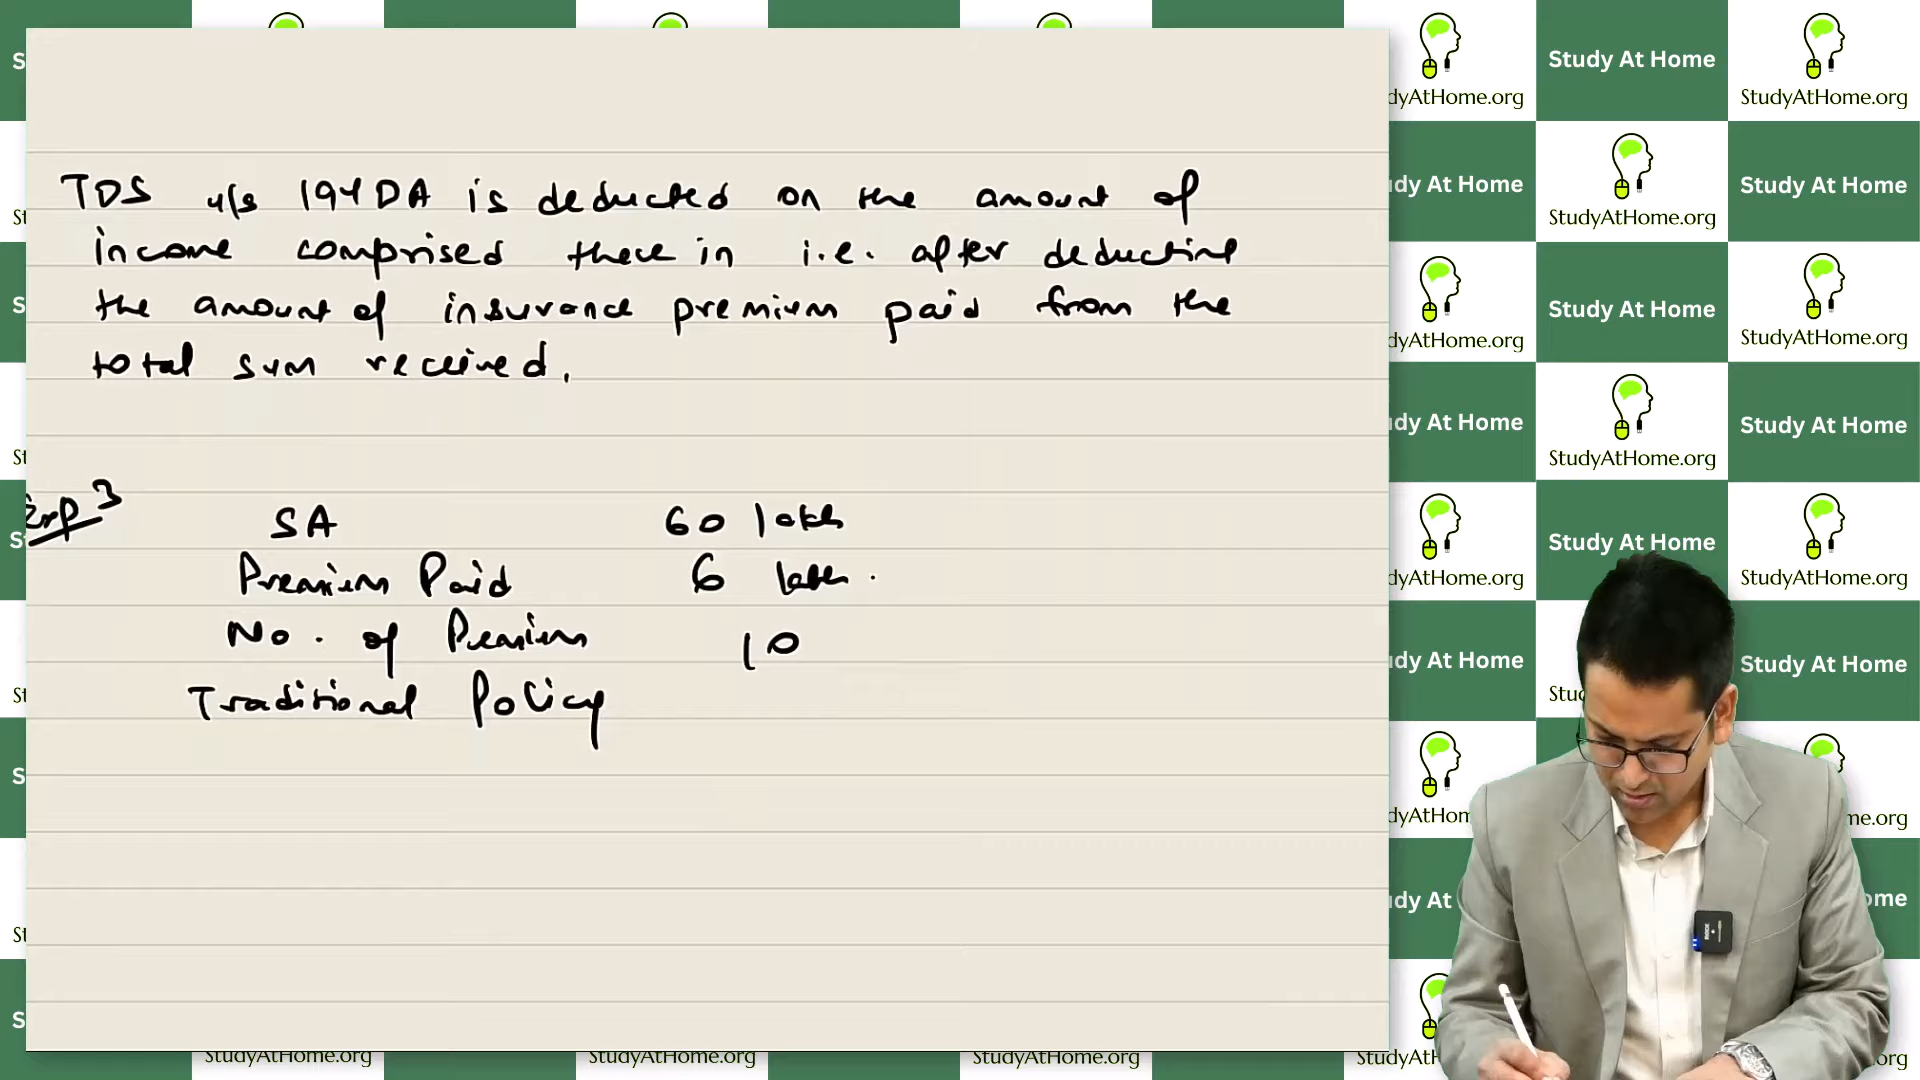 TDS u/s 194DA is deducted on the amount of
income comprised there in i.e. after deducting
the amount of insurance premium paid from the
total sum received.
Exp 3
SA 60 lakhs
Premium Paid 6 lakhs.
No. of Premium 10
Traditional Policy
Study At Home
StudyAtHome.org